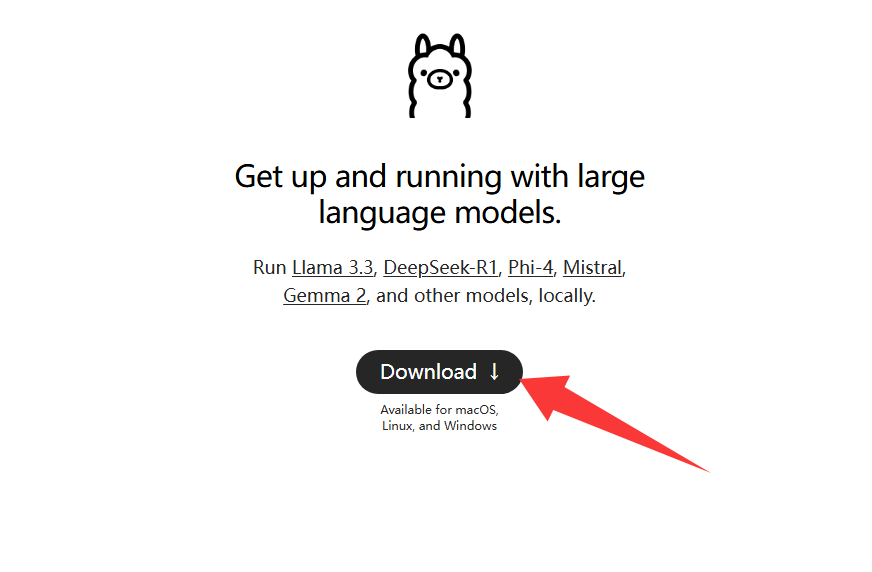 Get up and running with large
language models.
Run Llama 3.3, DeepSeek-R1, Phi-4, Mistral,
Gemma 2, and other models, locally.
Download ↓
Available for macOS,
Linux, and Windows